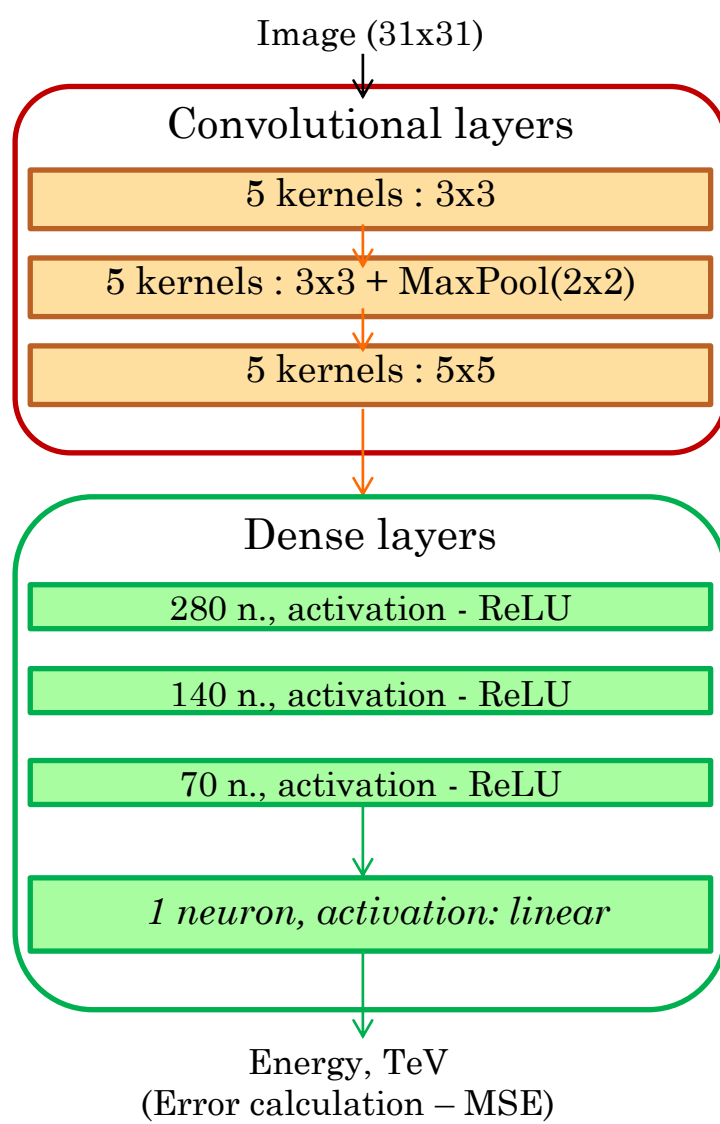 Image (31x31)
Convolutional layers
5 kernels : 3x3
5 kernels : 3x3 + MaxPool(2x2)
5 kernels : 5x5
Dense layers
280 n., activation - ReLU
140 n., activation - ReLU
70 n., activation - ReLU
1 neuron, activation: linear
Energy, TeV
(Error calculation – MSE)